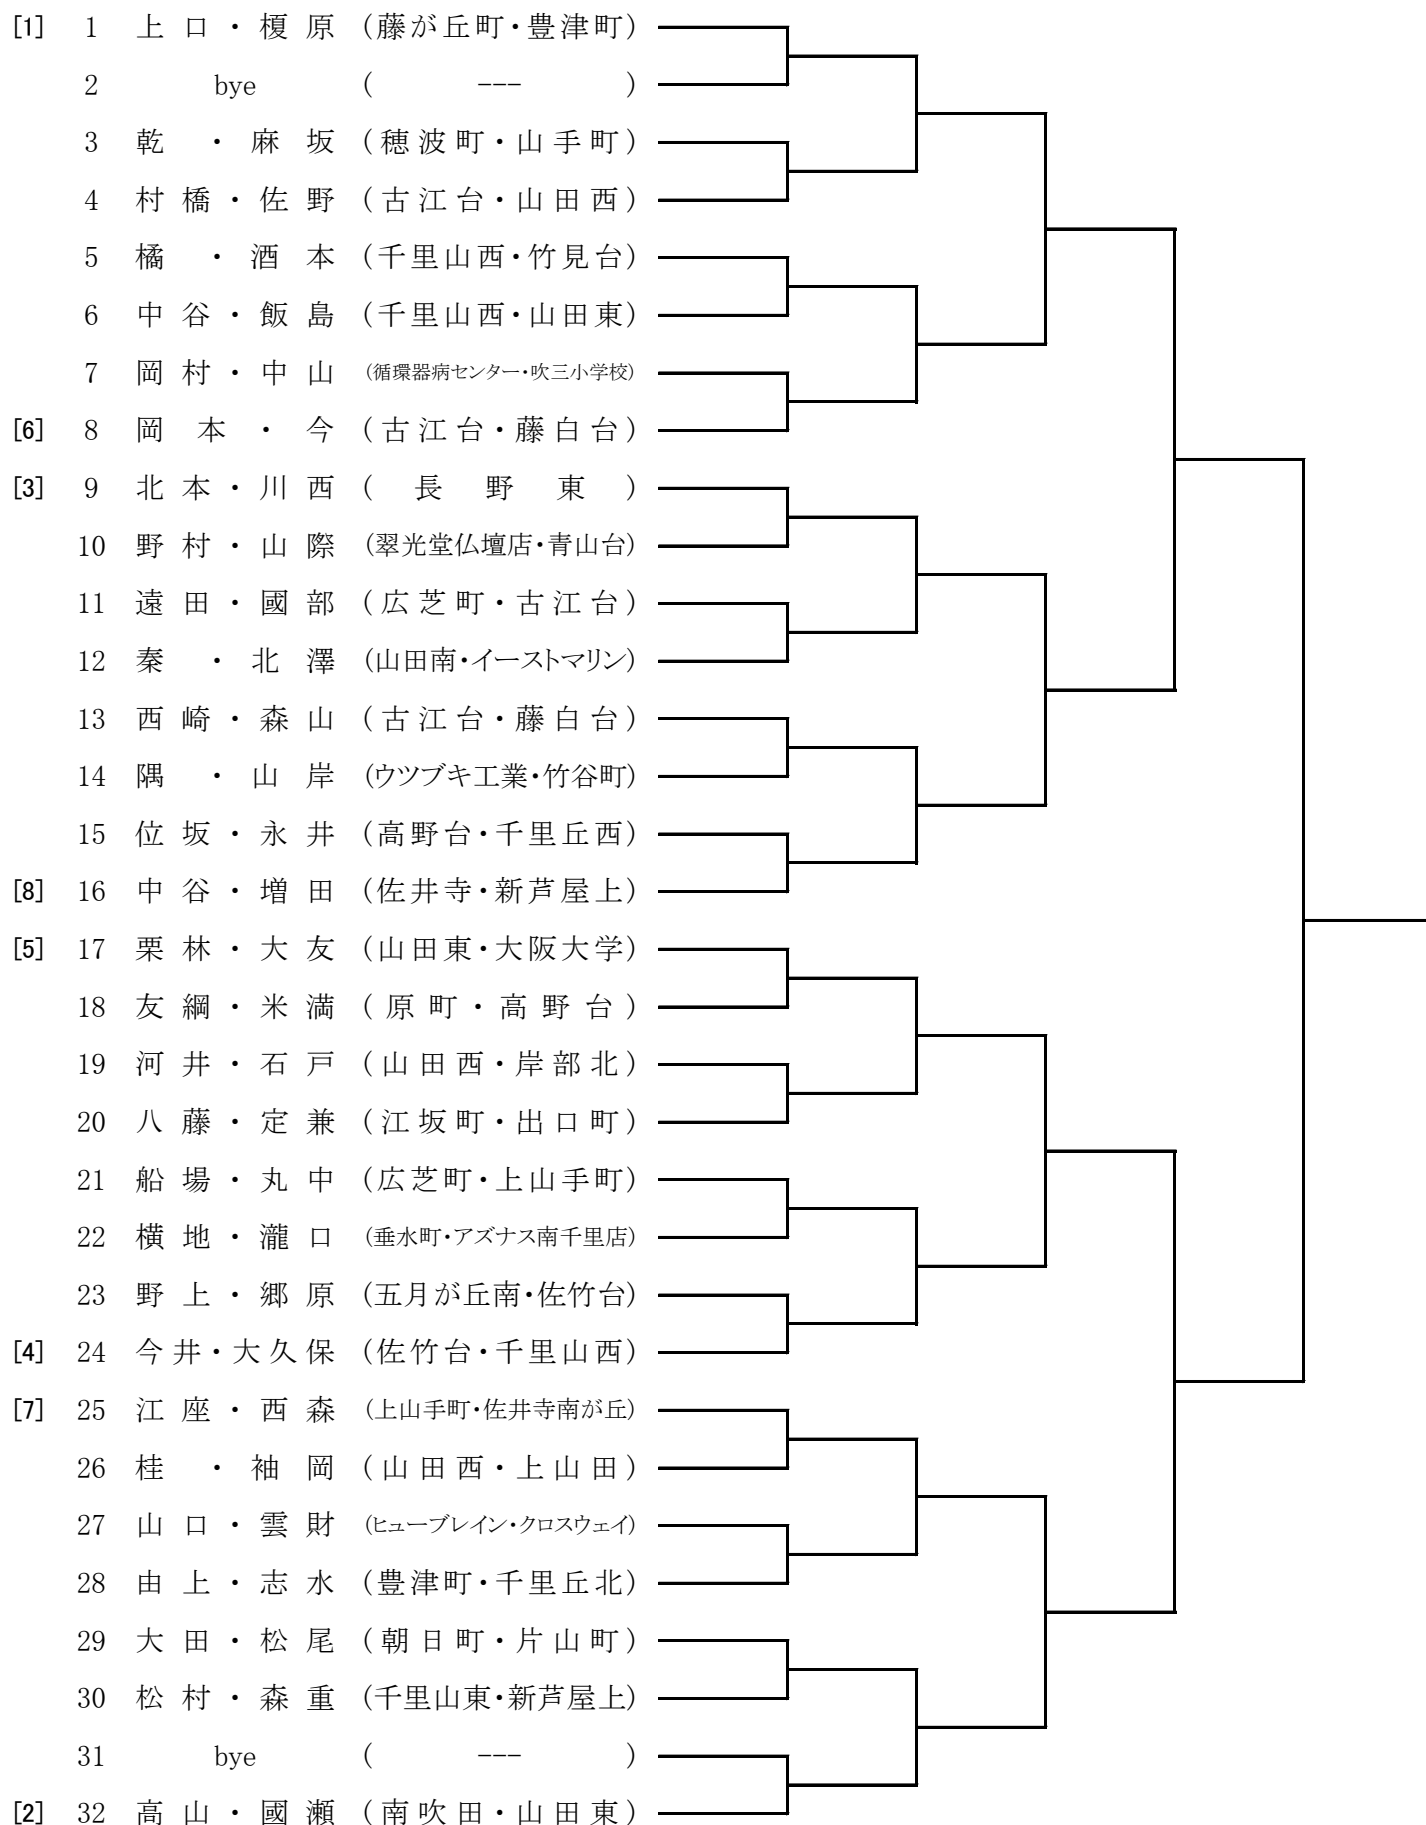 [1] 1 上口・榎原 (藤が丘町・豊津町)
2 bye ( --- )
3 乾・麻坂 (穂波町・山手町)
4 村橋・佐野 (古江台・山田西)
5 橘・酒本 (千里山西・竹見台)
6 中谷・飯島 (千里山西・山田東)
7 岡村・中山 (循環器病センター・吹三小学校)
[6] 8 岡本・今 (古江台・藤白台)
[3] 9 北本・川西 (長野東)
10 野村・山際 (翠光堂仏壇店・青山台)
11 遠田・國部 (広芝町・古江台)
12 秦・北澤 (山田南・イーストマリン)
13 西崎・森山 (古江台・藤白台)
14 隅・山岸 (ウツブキ工業・竹谷町)
15 位坂・永井 (高野台・千里丘西)
[8] 16 中谷・増田 (佐井寺・新芦屋上)
[5] 17 栗林・大友 (山田東・大阪大学)
18 友綱・米満 (原町・高野台)
19 河井・石戸 (山田西・岸部北)
20 八藤・定兼 (江坂町・出口町)
21 船場・丸中 (広芝町・上山手町)
22 横地・瀧口 (垂水町・アズナス南千里店)
23 野上・郷原 (五月が丘南・佐竹台)
[4] 24 今井・大久保 (佐竹台・千里山西)
[7] 25 江座・西森 (上山手町・佐井寺南が丘)
26 桂・袖岡 (山田西・上山田)
27 山口・雲財 (ヒューブレイン・クロスウェイ)
28 由上・志水 (豊津町・千里丘北)
29 大田・松尾 (朝日町・片山町)
30 松村・森重 (千里山東・新芦屋上)
31 bye ( --- )
[2] 32 高山・國瀬 (南吹田・山田東)